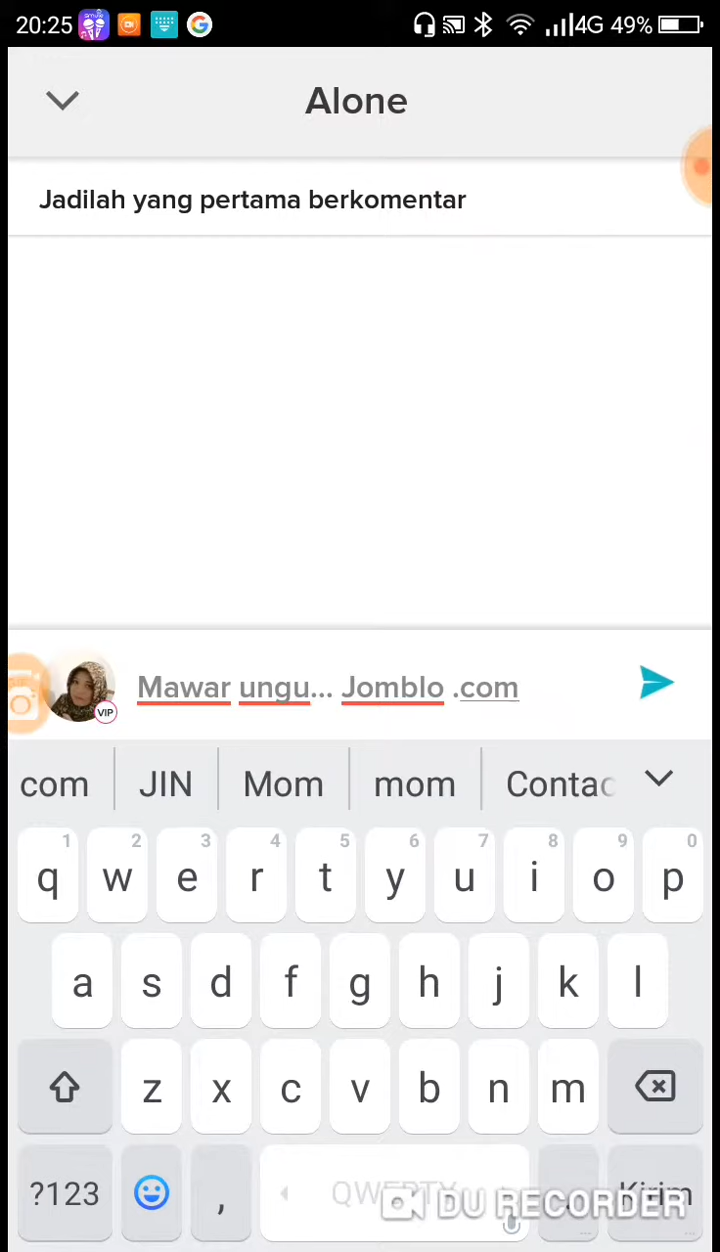 20:25 4G 49%
Alone
Jadilah yang pertama berkomentar
VIP
Mawar ungu... Jomblo .com
com JIN Mom mom Contac
1 2 3 4 5 6 7 8 9 0
q w e r t y u i o p
a s d f g h j k l
z x c v b n m
?123 , QWERTY . Kirim
DU RECORDER